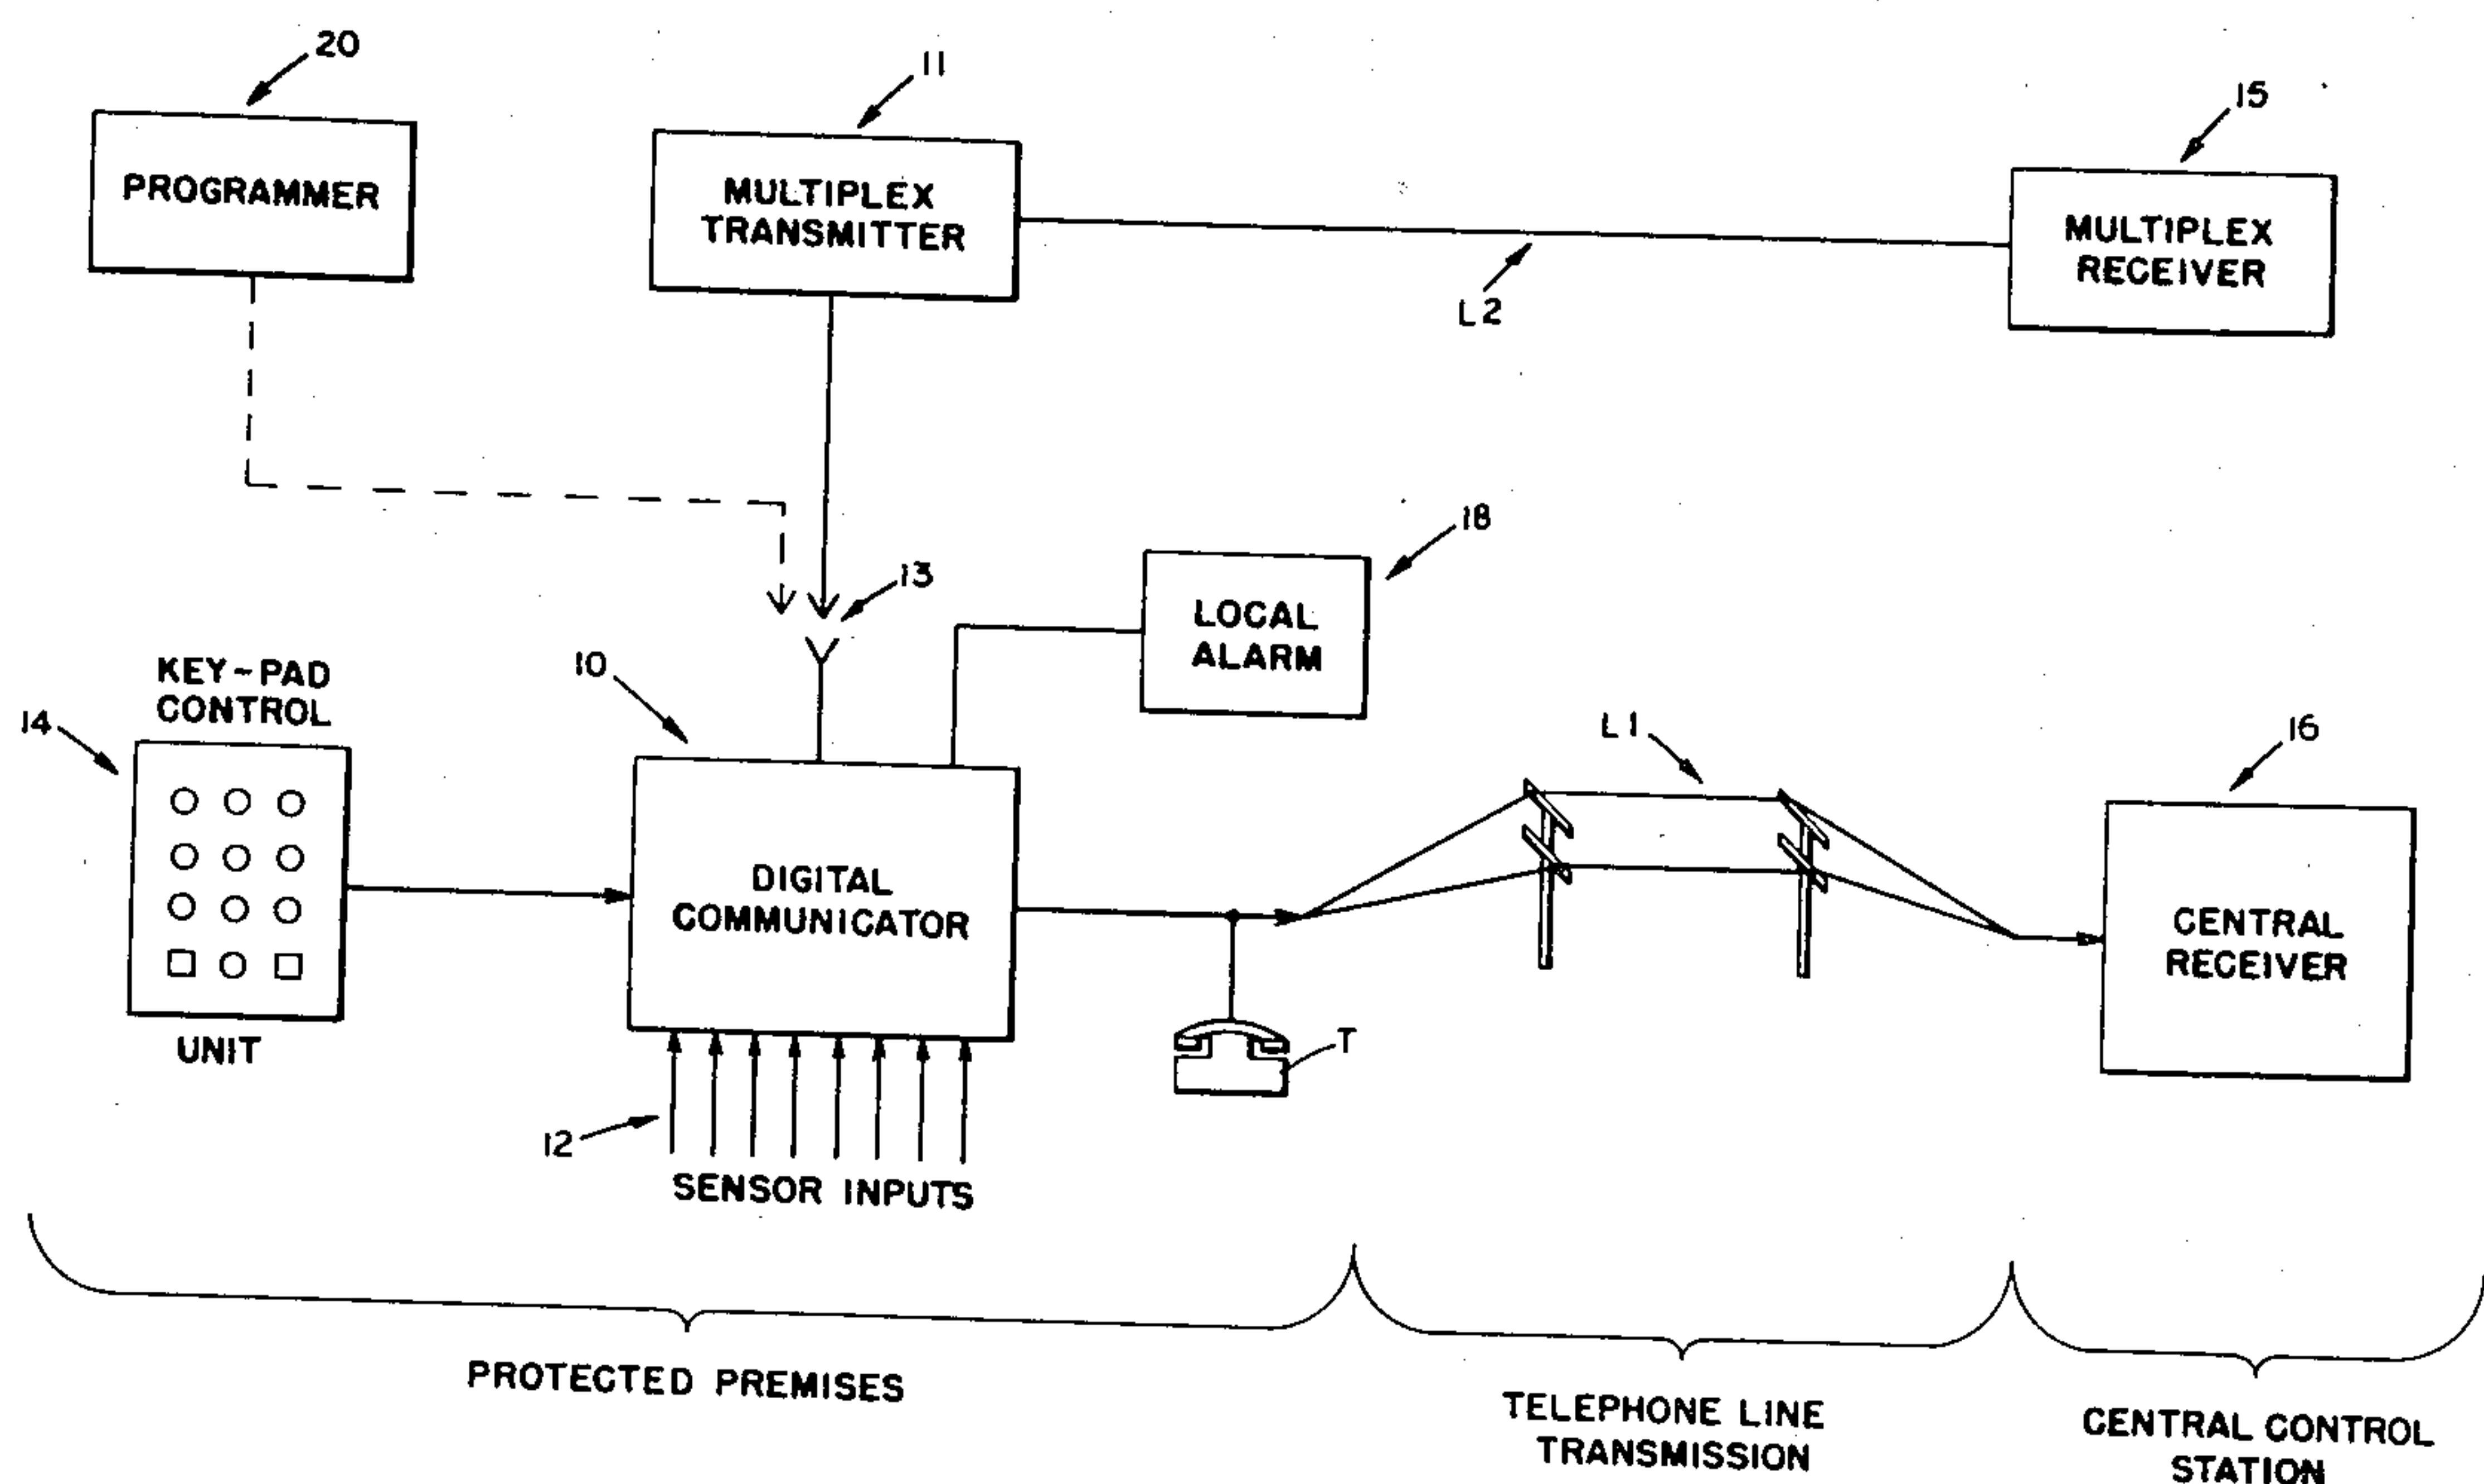 20
11
15
PROGRAMMER
MULTIPLEX
TRANSMITTER
MULTIPLEX
RECEIVER
L2
18
13
LOCAL
ALARM
10
KEY-PAD
CONTROL
14
L1
16
DIGITAL
COMMUNICATOR
CENTRAL
RECEIVER
UNIT
T
12
SENSOR INPUTS
PROTECTED PREMISES
TELEPHONE LINE
TRANSMISSION
CENTRAL CONTROL
STATION